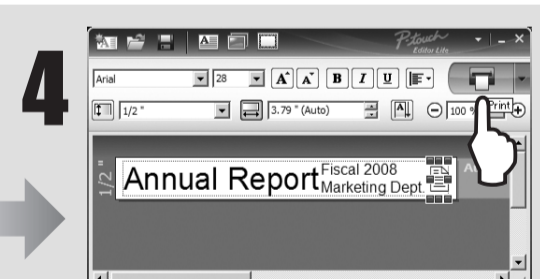 4
P-touch
Editor Lite
Arial 28 A A B I U
1/2 " 3.79 " (Auto) A 100 %
Print
1/2 "
Annual Report
Fiscal 2008
Marketing Dept.